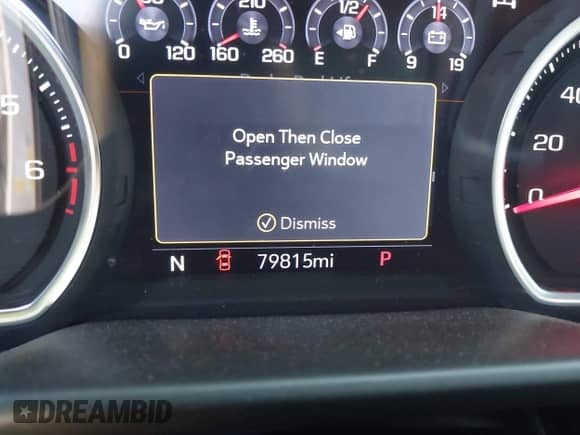 210 1/2 14
0 120 160 260 E F 9 19
5
6
40
20
0
Open Then Close
Passenger Window
Dismiss
N 79815mi P
DREAMBID